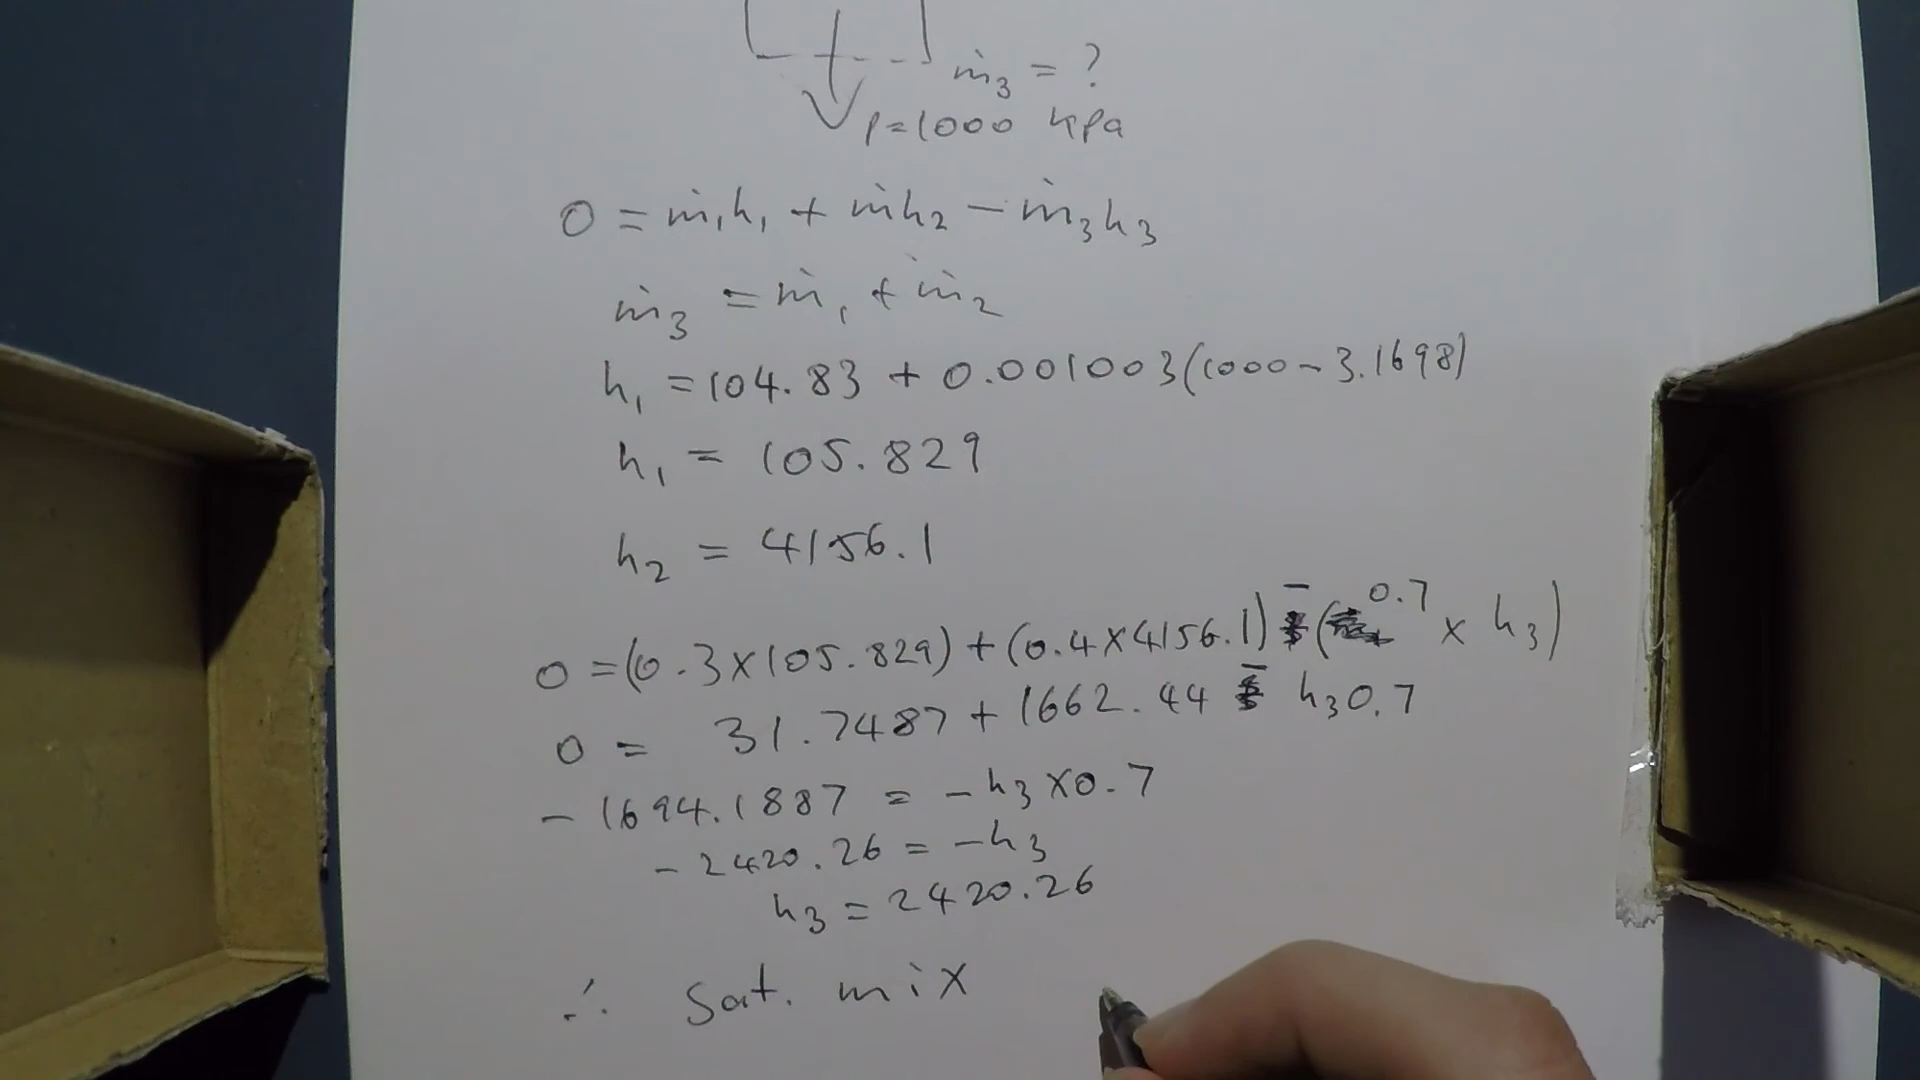 ṁ₃ = ?
P=1000 kPa
0 = ṁ₁h₁ + ṁh₂ − ṁ₃h₃
ṁ₃ = ṁ₁ + ṁ₂
h₁ = 104.83 + 0.001003(1000 − 3.1698)
h₁ = 105.829
h₂ = 4156.1
0 = (0.3×105.829) + (0.4×4156.1) − (0.7 × h₃)
0 = 31.7487 + 1662.44 − h₃0.7
− 1694.1887 = −h₃×0.7
− 2420.26 = −h₃
h₃ = 2420.26
∴ Sat. mix